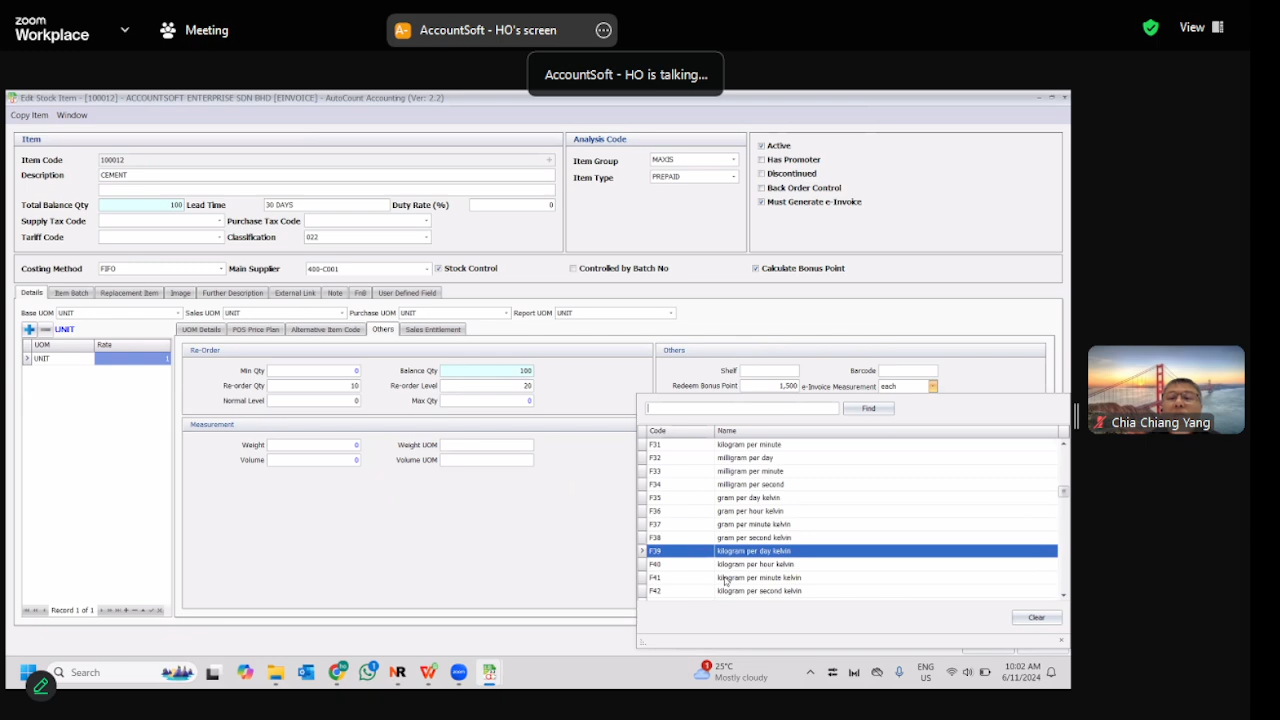 zoom
Workplace
Meeting
A- AccountSoft - HO's screen
View
AccountSoft - HO is talking...
Edit Stock Item - [100012] - ACCOUNTSOFT ENTERPRISE SDN BHD [EINVOICE] - AutoCount Accounting (Ver: 2.2)
Copy Item Window
Item
Item Code 100012
Description CEMENT
Total Balance Qty 100 Lead Time 30 DAYS Duty Rate (%) 0
Supply Tax Code Purchase Tax Code
Tariff Code Classification 022
Analysis Code
Item Group MAXIS
Item Type PREPAID
Active
Has Promoter
Discontinued
Back Order Control
Must Generate e-Invoice
Costing Method FIFO Main Supplier 400-C001 Stock Control Controlled by Batch No Calculate Bonus Point
Details Item Batch Replacement Item Image Further Description External Link Note FnB User Defined Field
Base UOM UNIT Sales UOM UNIT Purchase UOM UNIT Report UOM UNIT
UNIT
UOM Rate
UNIT 1
UOM Details POS Price Plan Alternative Item Code Others Sales Entitlement
Re-Order
Min Qty 0 Balance Qty 100
Re-order Qty 10 Re-order Level 20
Normal Level 0 Max Qty 0
Measurement
Weight 0 Weight UOM
Volume 0 Volume UOM
Others
Shelf Barcode
Redeem Bonus Point 1,500 e-Invoice Measurement each
Find
Code Name
F31 kilogram per minute
F32 milligram per day
F33 milligram per minute
F34 milligram per second
F35 gram per day kelvin
F36 gram per hour kelvin
F37 gram per minute kelvin
F38 gram per second kelvin
F39 kilogram per day kelvin
F40 kilogram per hour kelvin
F41 kilogram per minute kelvin
F42 kilogram per second kelvin
Clear
Record 1 of 1
Chia Chiang Yang
Search
1
1
25°C
Mostly cloudy
ENG
US
10:02 AM
6/11/2024